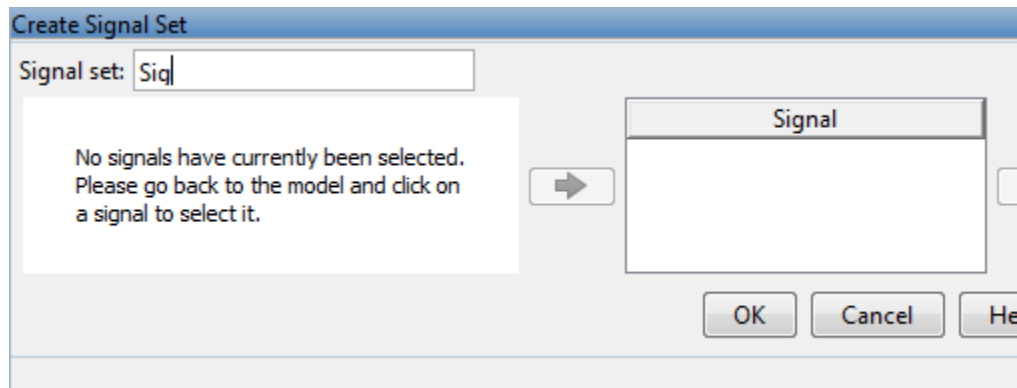 Create Signal Set
Signal set: Sig
No signals have currently been selected.
Please go back to the model and click on
a signal to select it.
Signal
OK Cancel He